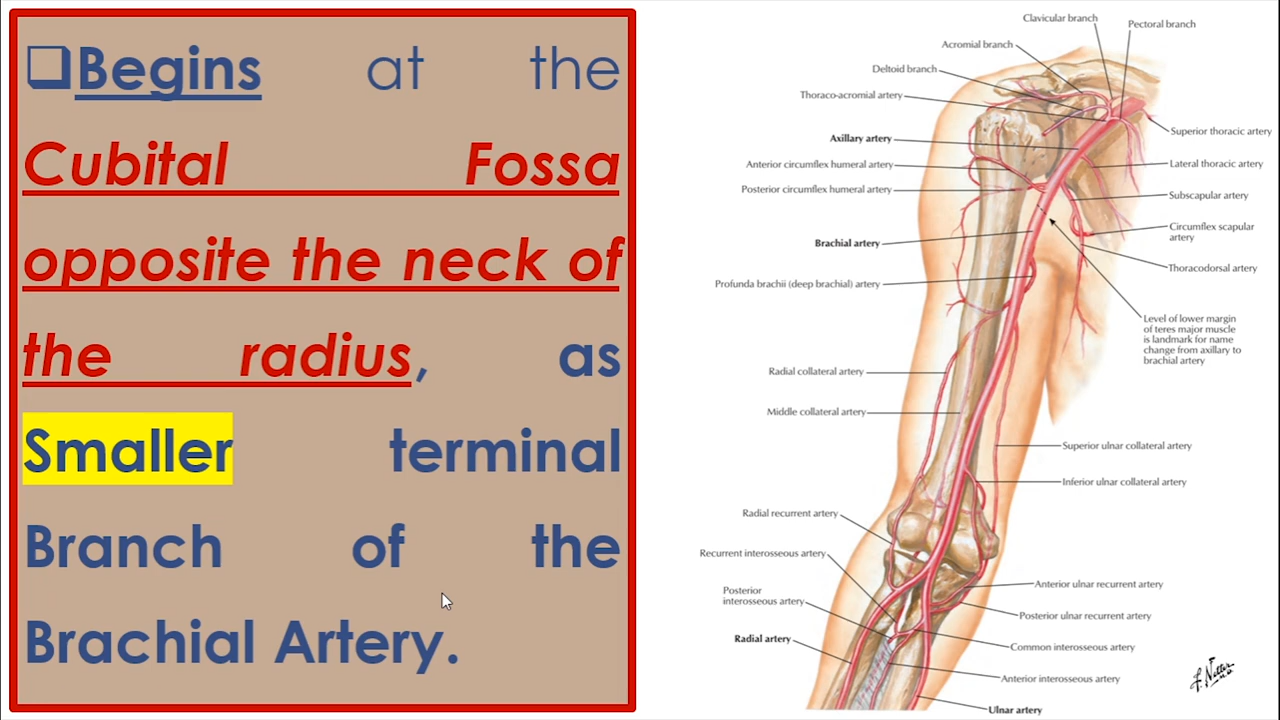 ❑Begins at the
Cubital Fossa
opposite the neck of
the radius, as
Smaller terminal
Branch of the
Brachial Artery.
Clavicular branch
Pectoral branch
Acromial branch
Deltoid branch
Thoraco-acromial artery
Axillary artery
Anterior circumflex humeral artery
Posterior circumflex humeral artery
Brachial artery
Profunda brachii (deep brachial) artery
Radial collateral artery
Middle collateral artery
Radial recurrent artery
Recurrent interosseous artery
Posterior
interosseous artery
Radial artery
Superior thoracic artery
Lateral thoracic artery
Subscapular artery
Circumflex scapular
artery
Thoracodorsal artery
Level of lower margin
of teres major muscle
is landmark for name
change from axillary to
brachial artery
Superior ulnar collateral artery
Inferior ulnar collateral artery
Anterior ulnar recurrent artery
Posterior ulnar recurrent artery
Common interosseous artery
Anterior interosseous artery
Ulnar artery
F. Netter
M.D.